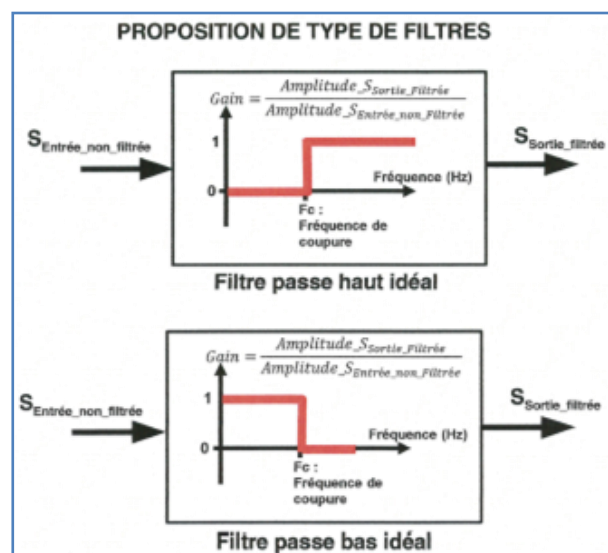 PROPOSITION DE TYPE DE FILTRES
Gain = Amplitude_S_Sortie_Filtrée / Amplitude_S_Entrée_non_Filtrée
S_Entrée_non_filtrée
S_Sortie_filtrée
1
0
Fréquence (Hz)
Fc :
Fréquence de
coupure
Filtre passe haut idéal
Gain = Amplitude_S_Sortie_Filtrée / Amplitude_S_Entrée_non_Filtrée
S_Entrée_non_filtrée
S_Sortie_filtrée
1
0
Fréquence (Hz)
Fc :
Fréquence de
coupure
Filtre passe bas idéal